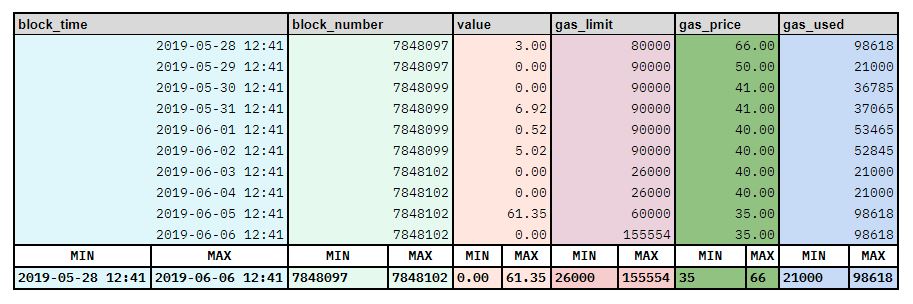 block_time block_number value gas_limit gas_price gas_used
2019-05-28 12:41 7848097 3.00 80000 66.00 98618
2019-05-29 12:41 7848097 0.00 90000 50.00 21000
2019-05-30 12:41 7848099 0.00 90000 41.00 36785
2019-05-31 12:41 7848099 6.92 90000 41.00 37065
2019-06-01 12:41 7848099 0.52 90000 40.00 53465
2019-06-02 12:41 7848099 5.02 90000 40.00 52845
2019-06-03 12:41 7848102 0.00 26000 40.00 21000
2019-06-04 12:41 7848102 0.00 26000 40.00 21000
2019-06-05 12:41 7848102 61.35 60000 35.00 98618
2019-06-06 12:41 7848102 0.00 155554 35.00 98618
MIN MAX MIN MAX MIN MAX MIN MAX MIN MAX MIN MAX
2019-05-28 12:41 2019-06-06 12:41 7848097 7848102 0.00 61.35 26000 155554 35 66 21000 98618